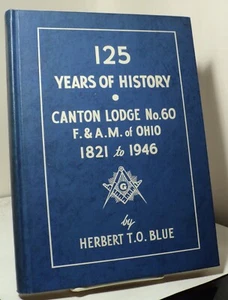 125
YEARS OF HISTORY
•
CANTON LODGE No.60
F. & A.M. of OHIO
1821 to 1946
G
by
HERBERT T.O. BLUE